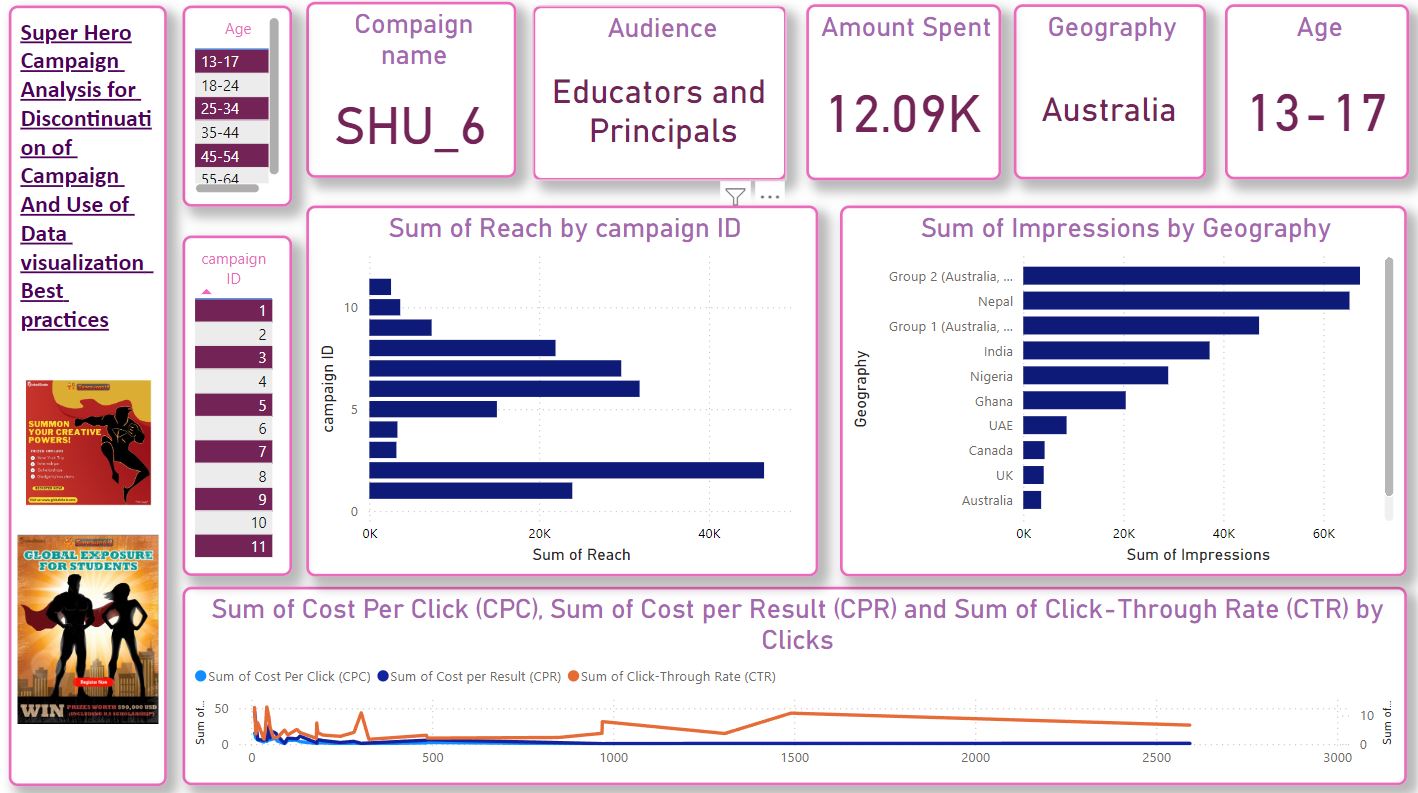 Super Hero
Campaign
Analysis for
Discontinuati
on of
Campaign
And Use of
Data
visualization
Best
practices
SUMMON
YOUR CREATIVE
POWERS!
GLOBAL EXPOSURE
FOR STUDENTS
Register Now
WIN PRIZES WORTH $90,000 USD
Age
13-17
18-24
25-34
35-44
45-54
55-64
campaign
ID
1
2
3
4
5
6
7
8
9
10
11
Compaign
name
SHU_6
Audience
Educators and
Principals
Amount Spent
12.09K
Geography
Australia
Age
13-17
Sum of Reach by campaign ID
campaign ID
10
5
0
0K 20K 40K
Sum of Reach
Sum of Impressions by Geography
Geography
Group 2 (Australia, ...
Nepal
Group 1 (Australia, ...
India
Nigeria
Ghana
UAE
Canada
UK
Australia
0K 20K 40K 60K
Sum of Impressions
Sum of Cost Per Click (CPC), Sum of Cost per Result (CPR) and Sum of Click-Through Rate (CTR) by
Clicks
Sum of Cost Per Click (CPC) Sum of Cost per Result (CPR) Sum of Click-Through Rate (CTR)
Sum of...
50
0
10
0
Sum of...
0 500 1000 1500 2000 2500 3000